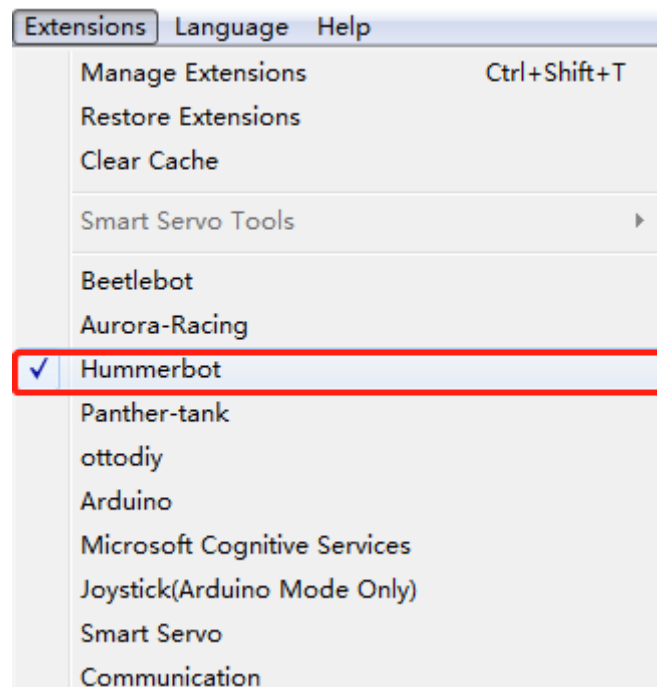 Extensions Language Help
Manage Extensions Ctrl+Shift+T
Restore Extensions
Clear Cache
Smart Servo Tools
Beetlebot
Aurora-Racing
Hummerbot
Panther-tank
ottodiy
Arduino
Microsoft Cognitive Services
Joystick(Arduino Mode Only)
Smart Servo
Communication